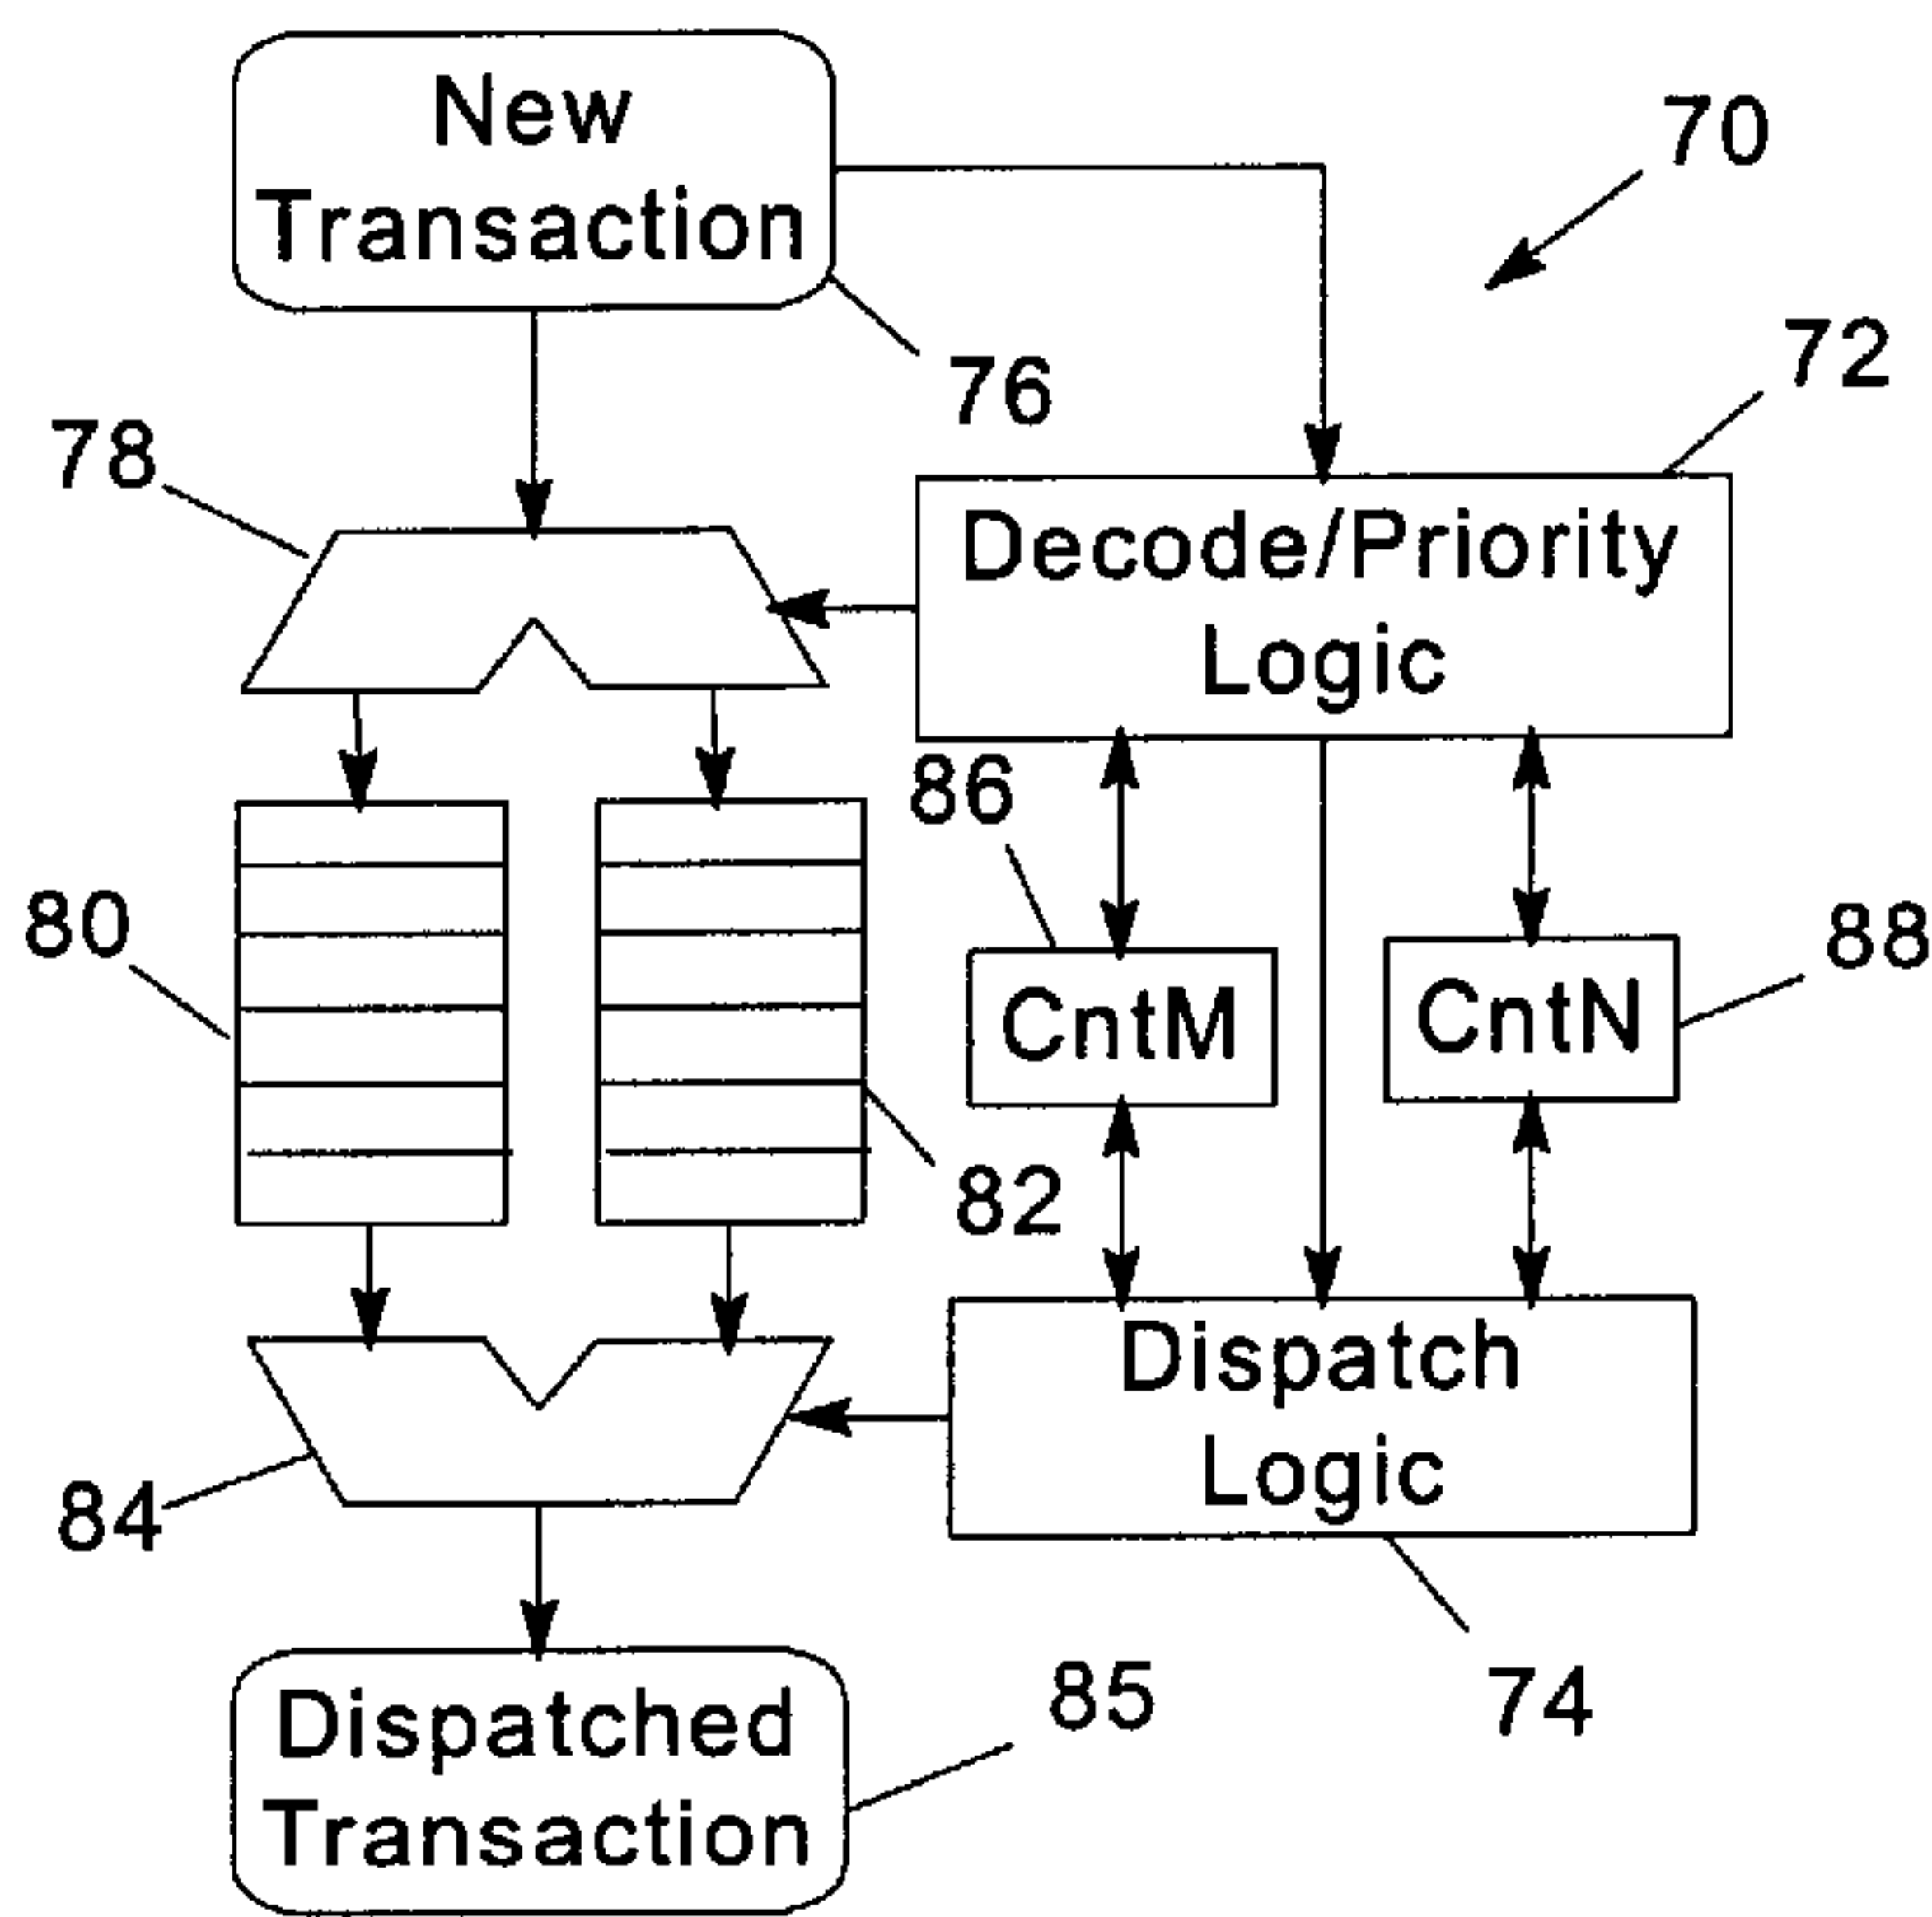 New
Transaction
70
76
72
78
Decode/Priority
Logic
86
80
CntM
CntN
88
82
Dispatch
Logic
84
85
74
Dispatched
Transaction